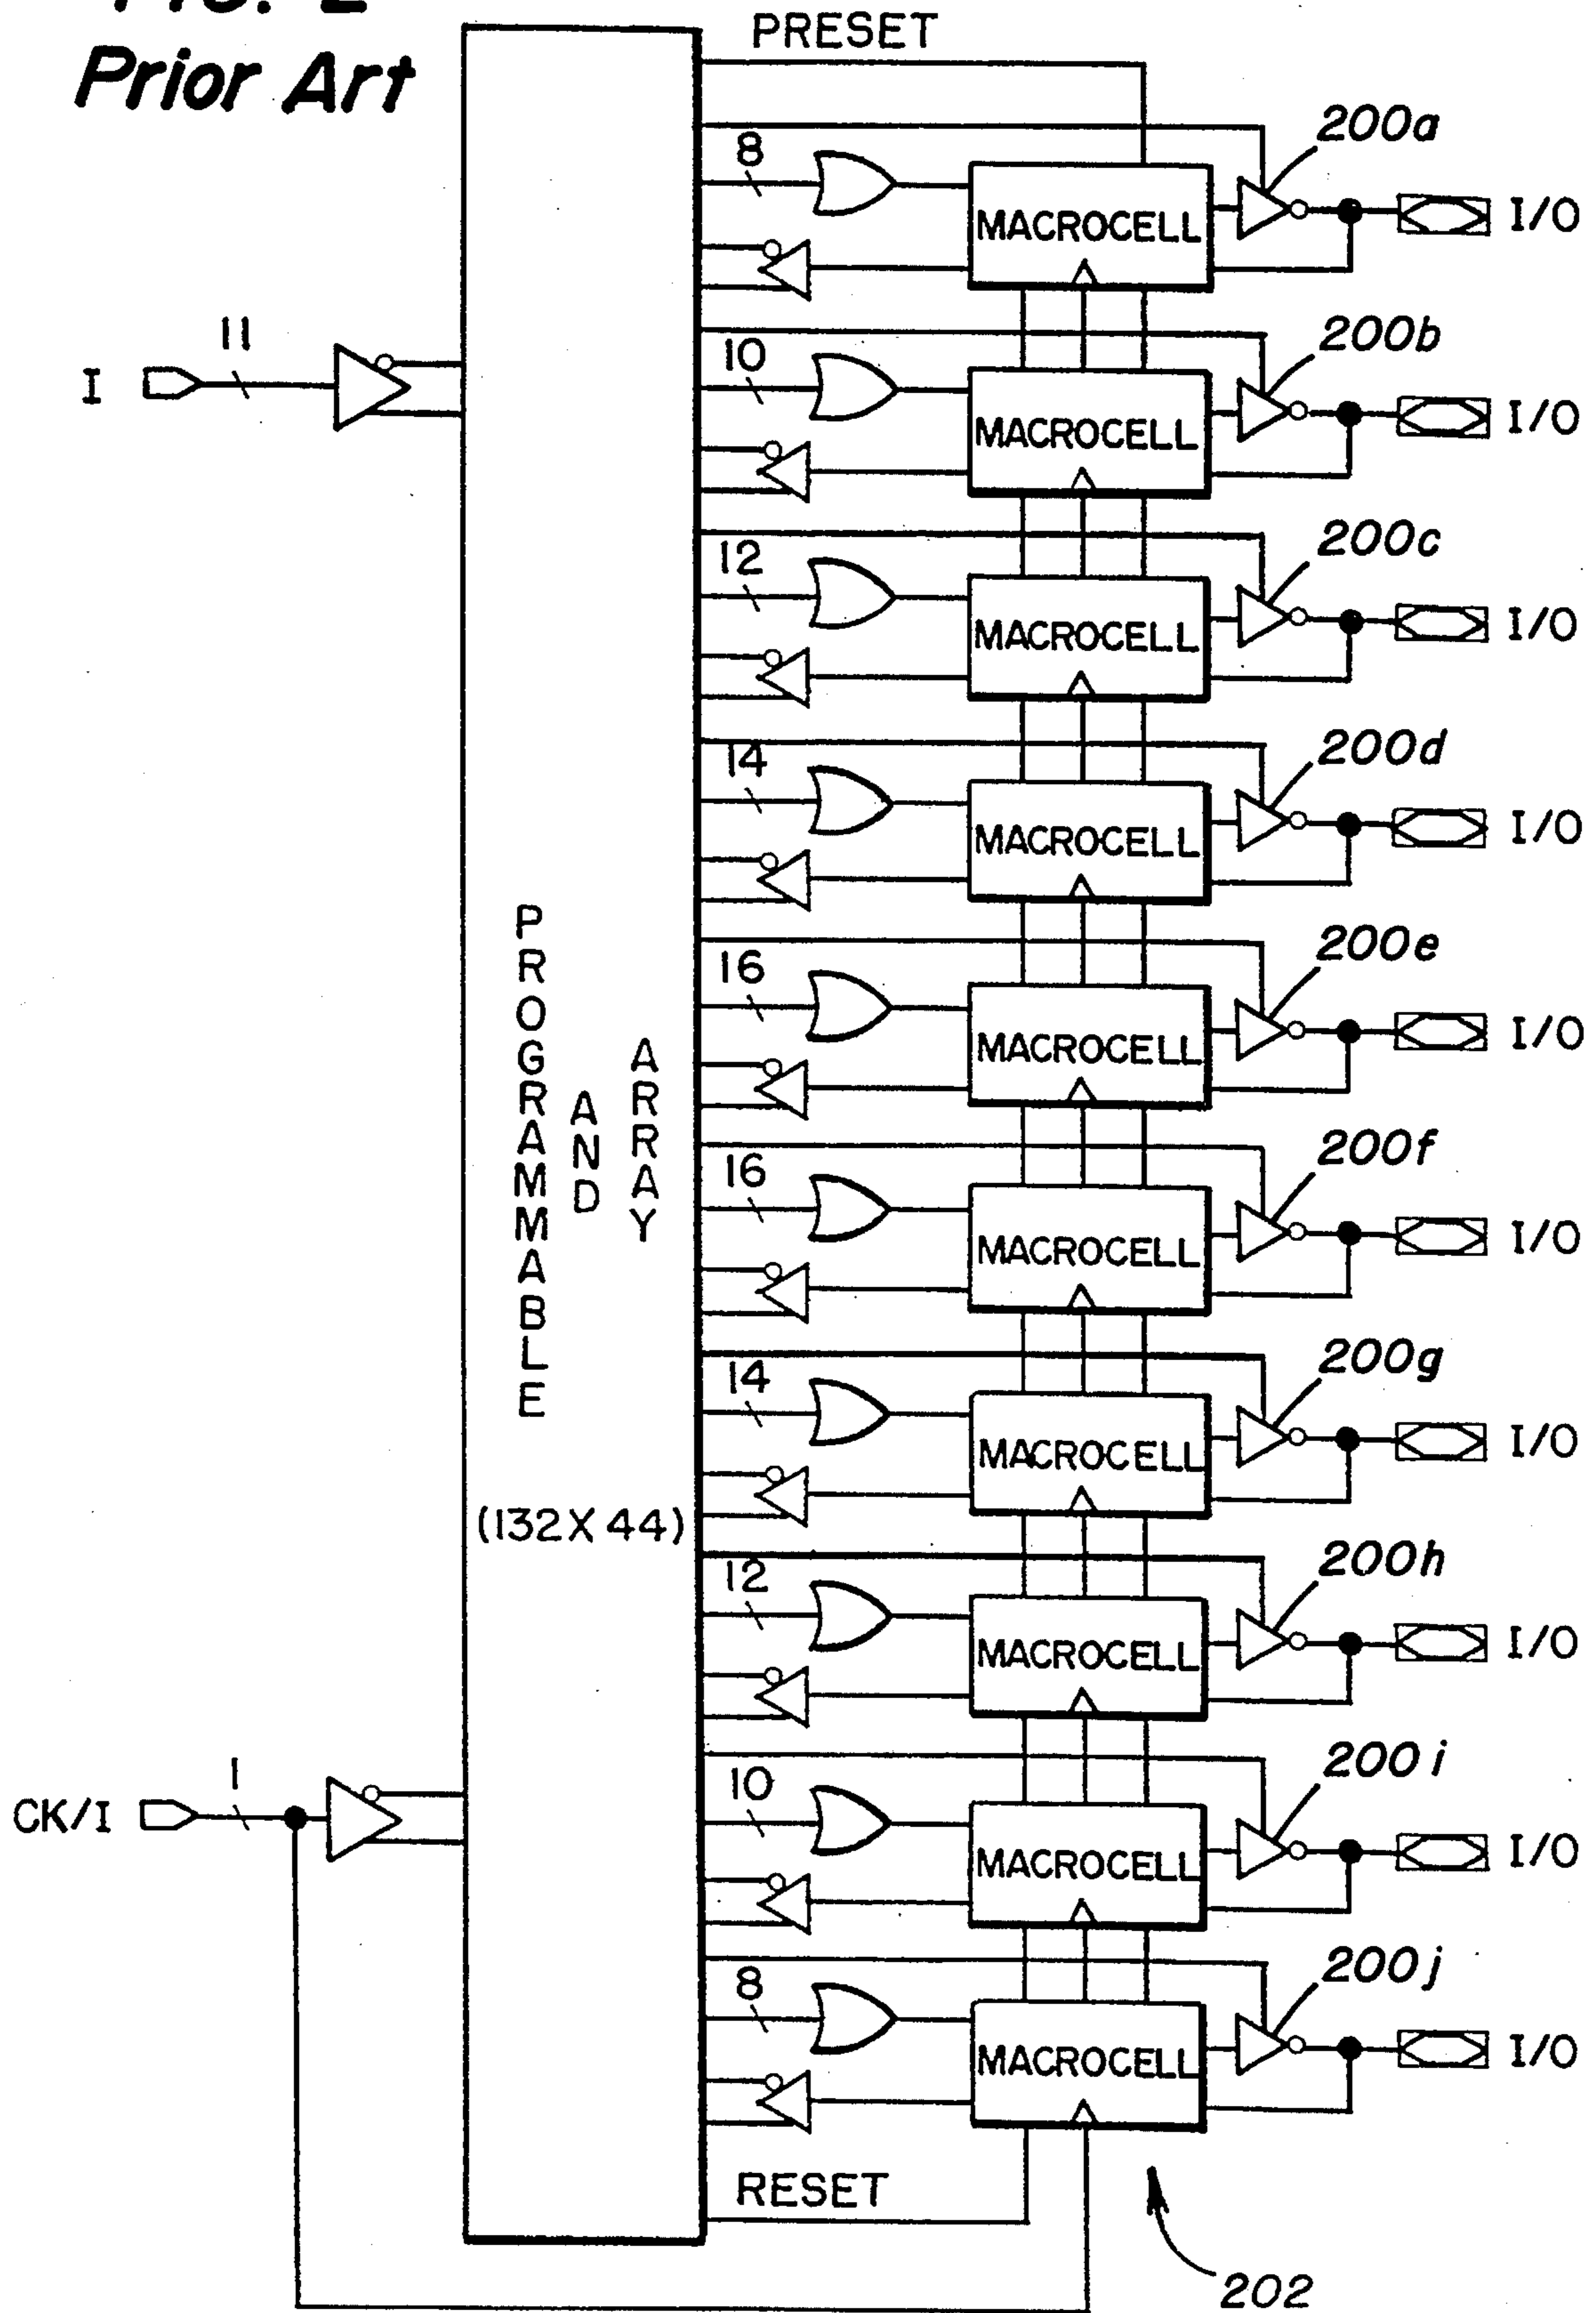 FIG. 2
Prior Art
PRESET
200a
8
MACROCELL
I/O
11
I
200b
10
MACROCELL
I/O
200c
12
MACROCELL
I/O
200d
14
MACROCELL
I/O
PROGRAMMABLE
AND
ARRAY
(132X44)
200e
16
MACROCELL
I/O
200f
16
MACROCELL
I/O
200g
14
MACROCELL
I/O
200h
12
MACROCELL
I/O
1
CK/I
200i
10
MACROCELL
I/O
200j
8
MACROCELL
I/O
RESET
202